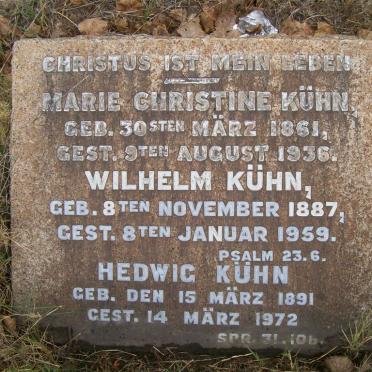 CHRISTUS IST MEIN LEBEN
MARIE CHRISTINE KÜHN,
GEB. 30STEN MÄRZ 1861,
GEST. 9TEN AUGUST 1936.
WILHELM KÜHN,
GEB. 8TEN NOVEMBER 1887,
GEST. 8TEN JANUAR 1959.
PSALM 23.6.
HEDWIG KÜHN
GEB. DEN 15 MÄRZ 1891
GEST. 14 MÄRZ 1972
SPR. 31.10b.